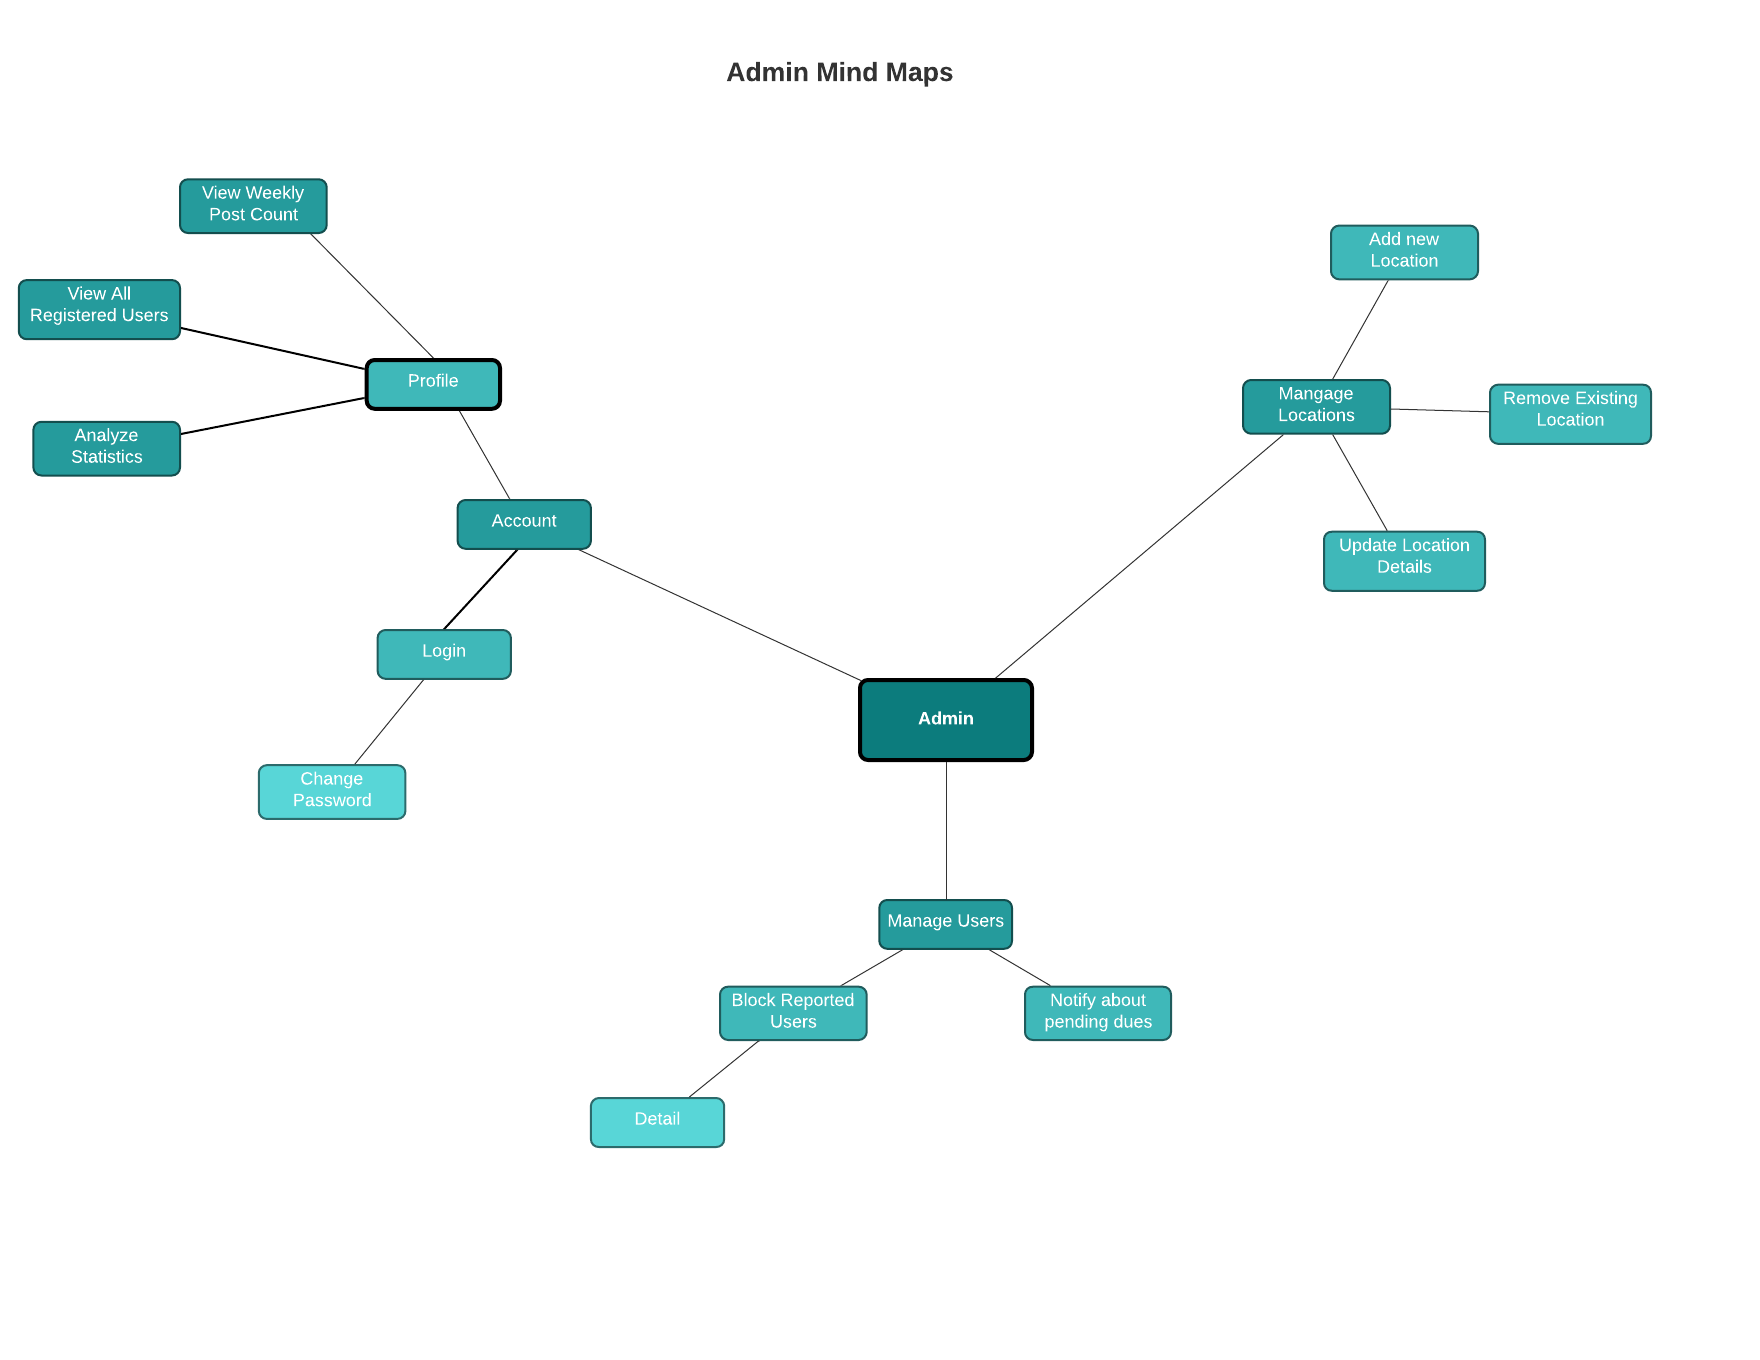 Admin Mind Maps
View Weekly
Post Count
View All
Registered Users
Profile
Analyze
Statistics
Account
Login
Change
Password
Add new
Location
Mangage
Locations
Remove Existing
Location
Update Location
Details
Admin
Manage Users
Block Reported
Users
Notify about
pending dues
Detail